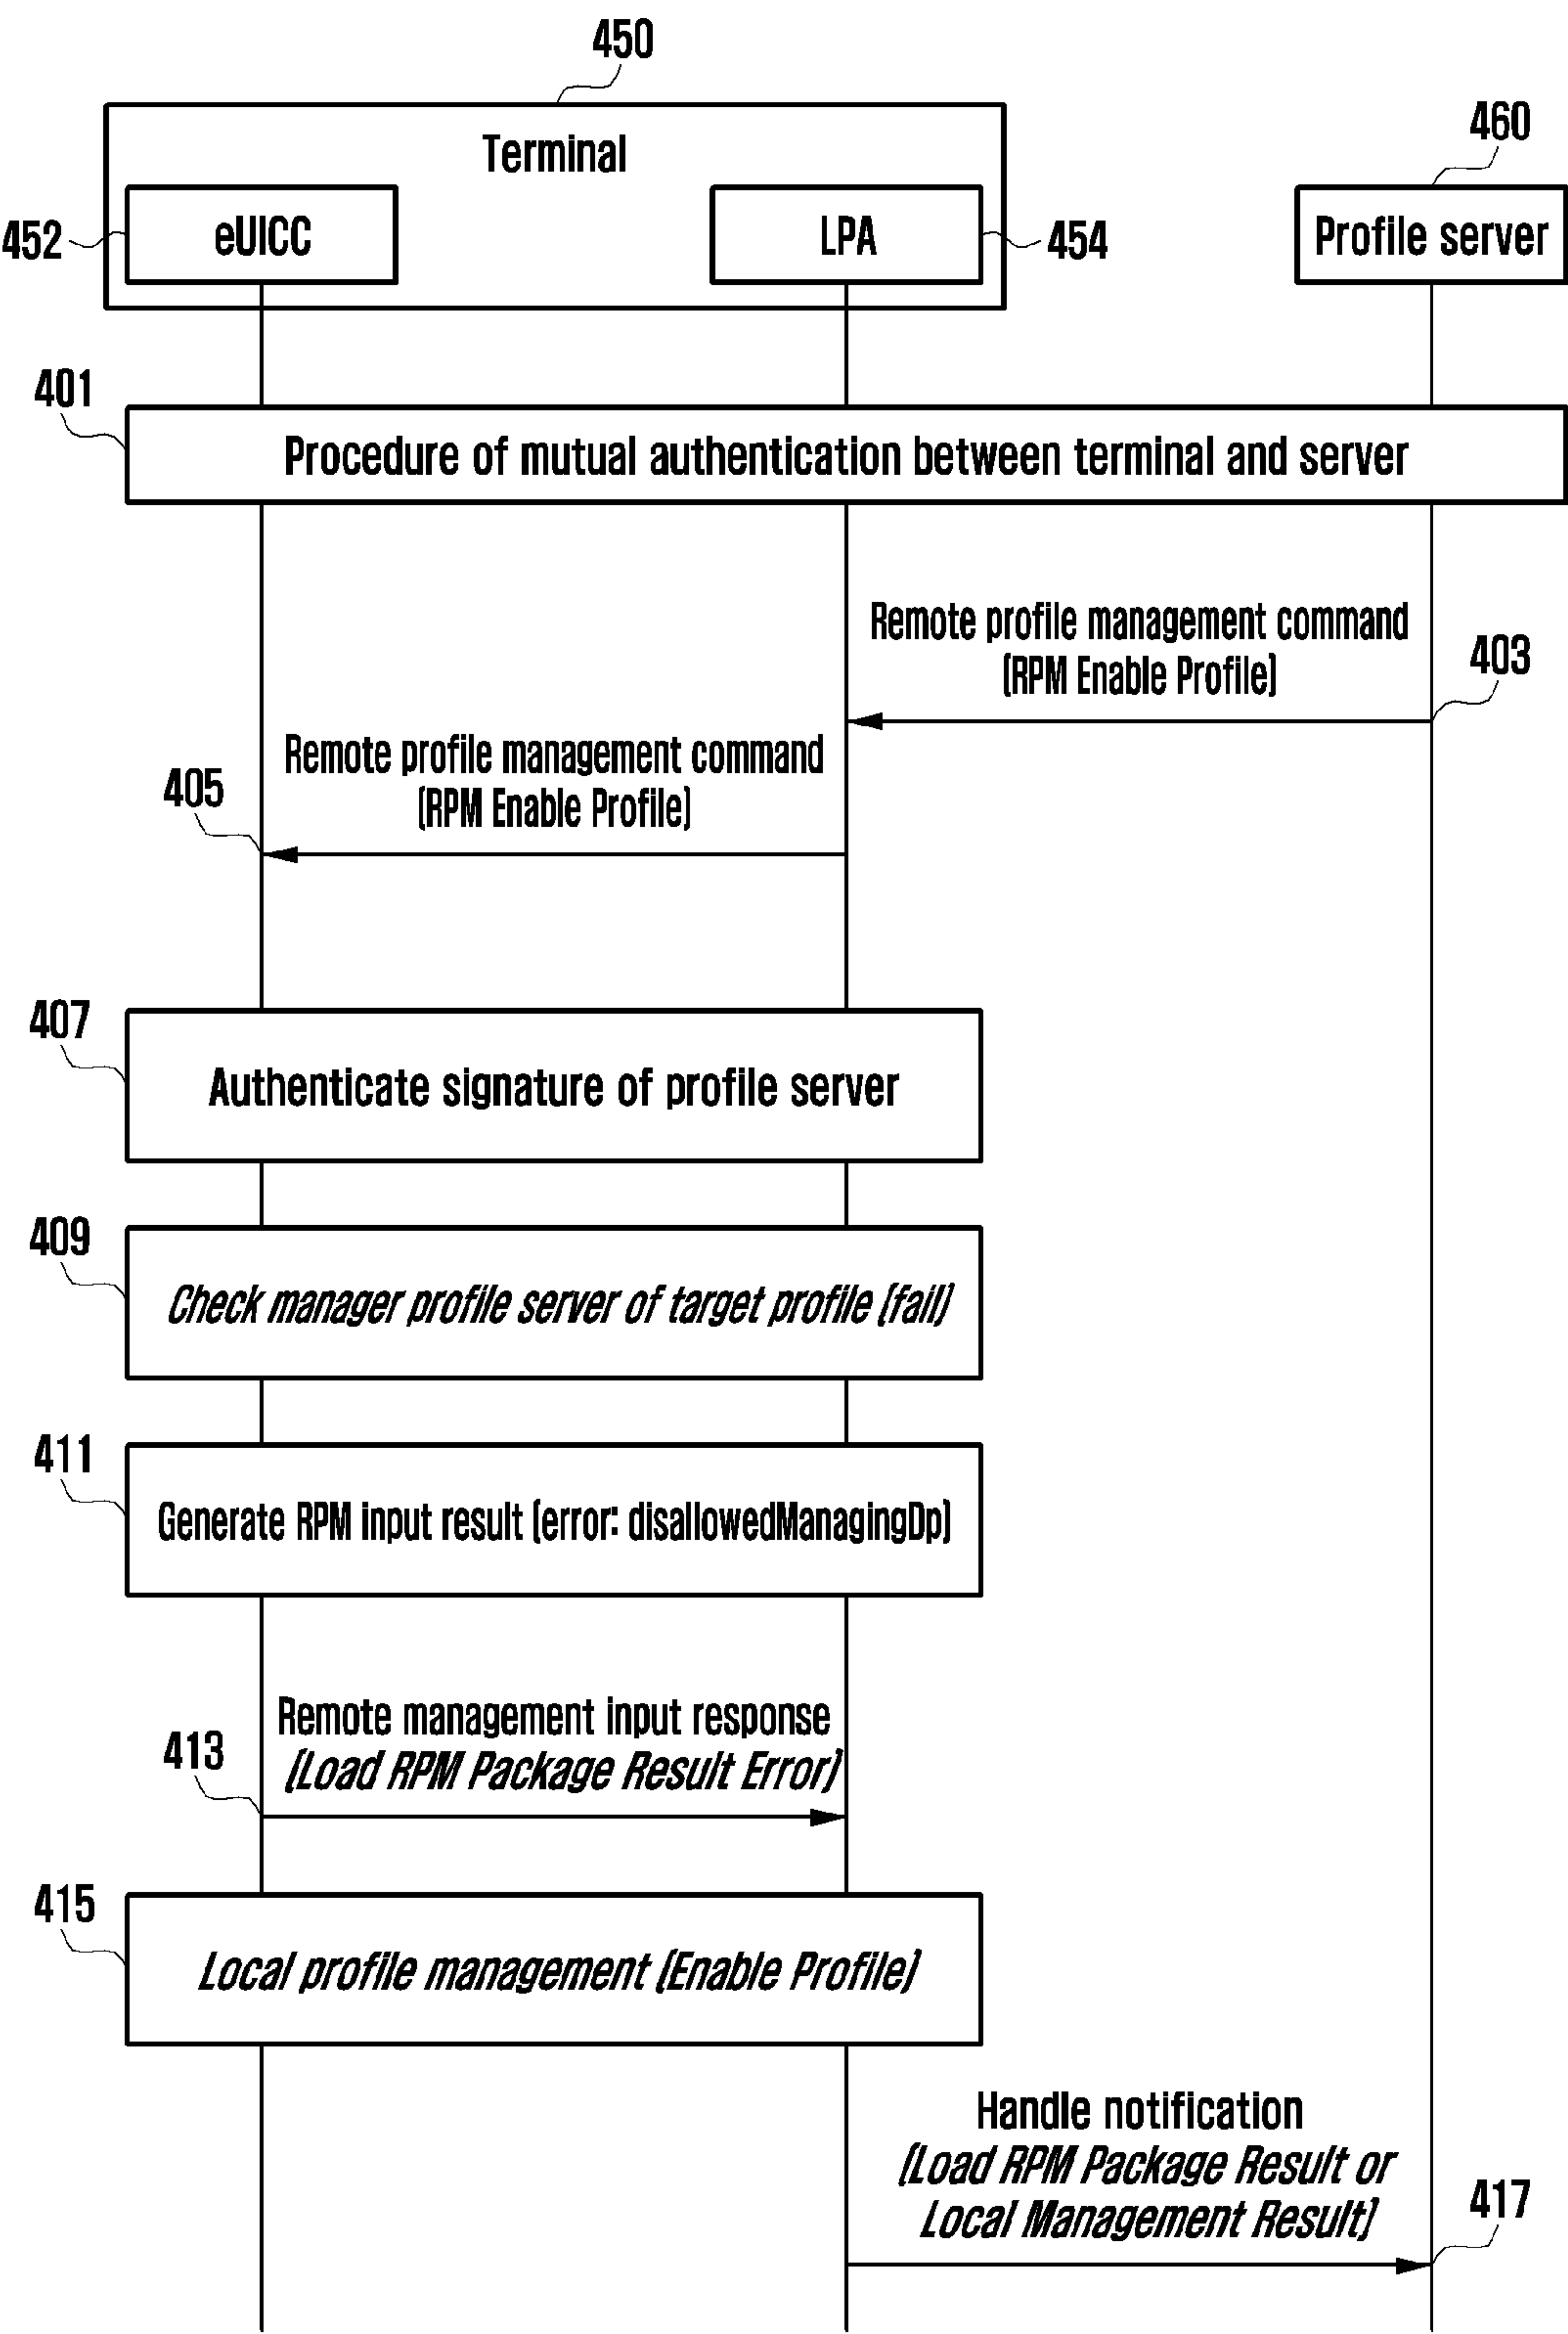 450
Terminal
460
452
eUICC
LPA
454
Profile server
401
Procedure of mutual authentication between terminal and server
Remote profile management command
(RPM Enable Profile)
403
Remote profile management command
(RPM Enable Profile)
405
407
Authenticate signature of profile server
409
Check manager profile server of target profile (fail)
411
Generate RPM input result (error: disallowedManagingDp)
Remote management input response
(Load RPM Package Result Error)
413
415
Local profile management (Enable Profile)
Handle notification
(Load RPM Package Result or
Local Management Result)
417